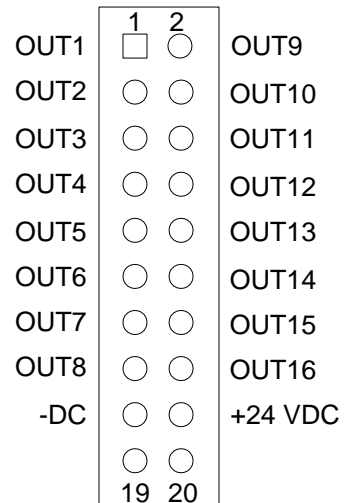 1 2
OUT1 OUT9
OUT2 OUT10
OUT3 OUT11
OUT4 OUT12
OUT5 OUT13
OUT6 OUT14
OUT7 OUT15
OUT8 OUT16
-DC +24 VDC
19 20